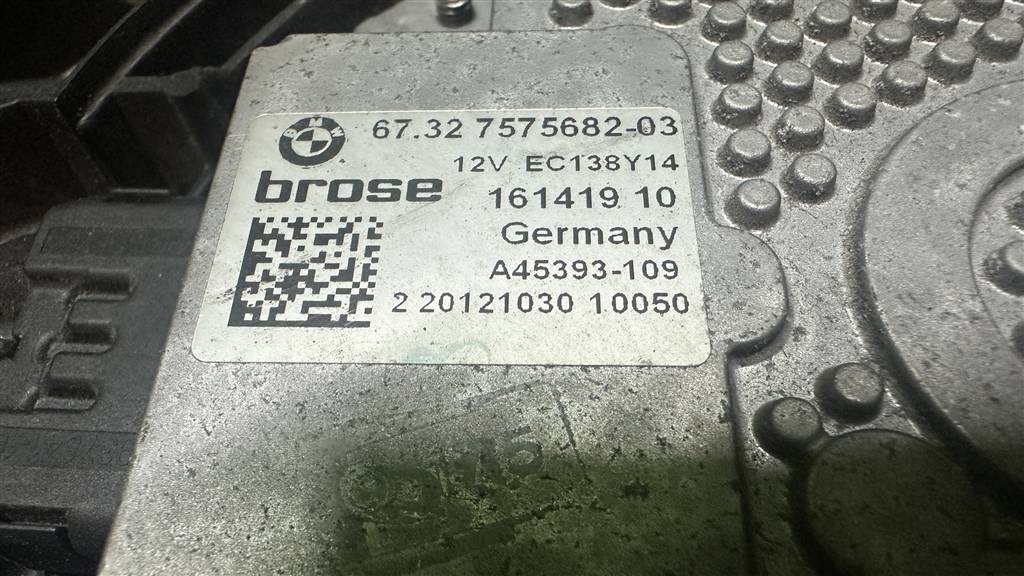 BMW
67.32 7575682-03
12V EC138Y14
brose
161419 10
Germany
A45393-109
2 20121030 10050